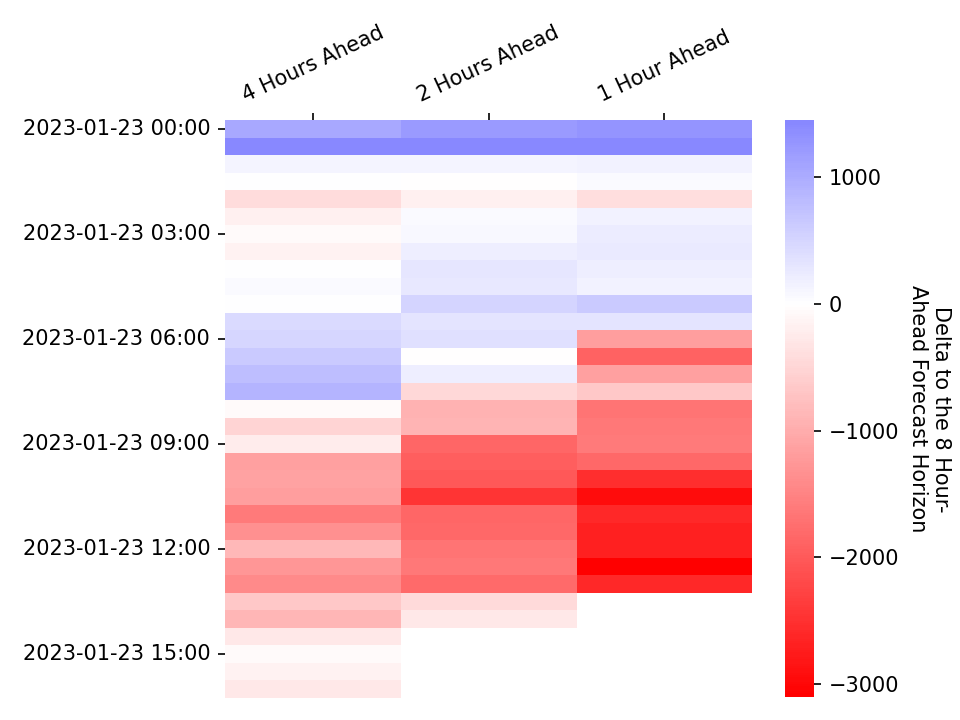 4 Hours Ahead
2 Hours Ahead
1 Hour Ahead
2023-01-23 00:00
2023-01-23 03:00
2023-01-23 06:00
2023-01-23 09:00
2023-01-23 12:00
2023-01-23 15:00
1000
0
−1000
−2000
−3000
Delta to the 8 Hour-
Ahead Forecast Horizon